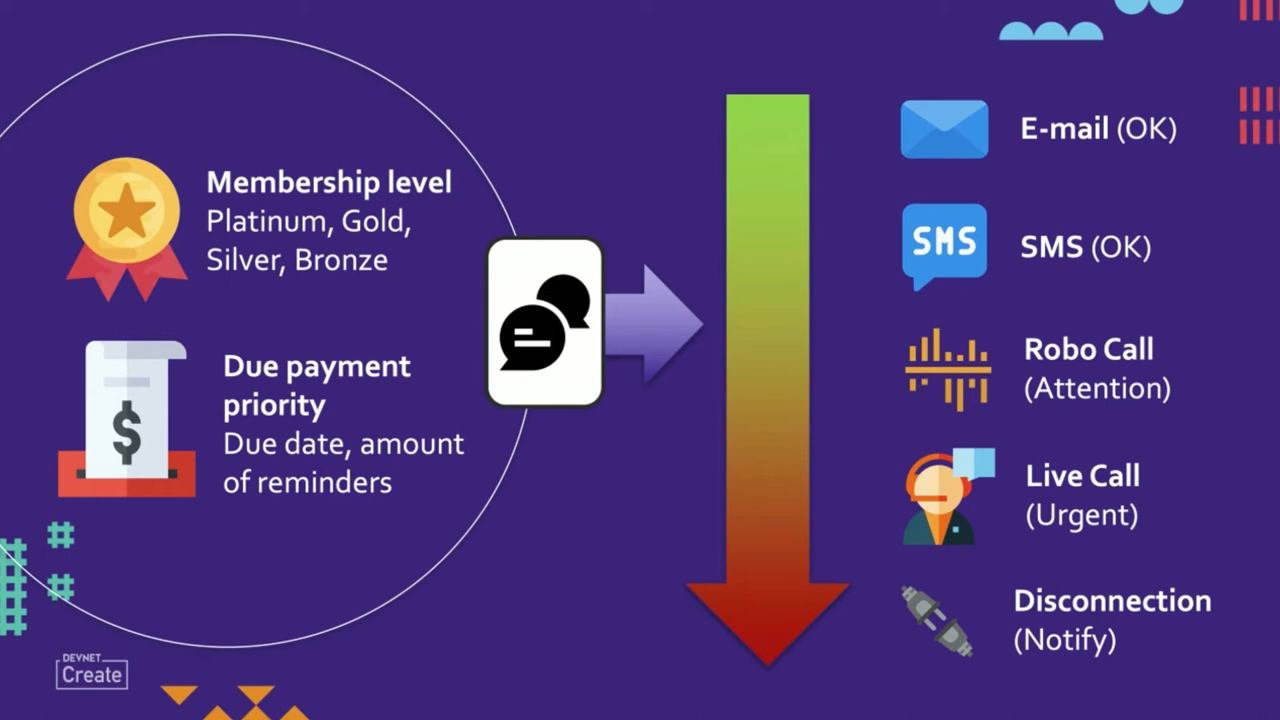 Membership level
Platinum, Gold,
Silver, Bronze
Due payment
priority
Due date, amount
of reminders
$
E-mail (OK)
SMS
SMS (OK)
Robo Call
(Attention)
Live Call
(Urgent)
Disconnection
(Notify)
DEVNET
Create